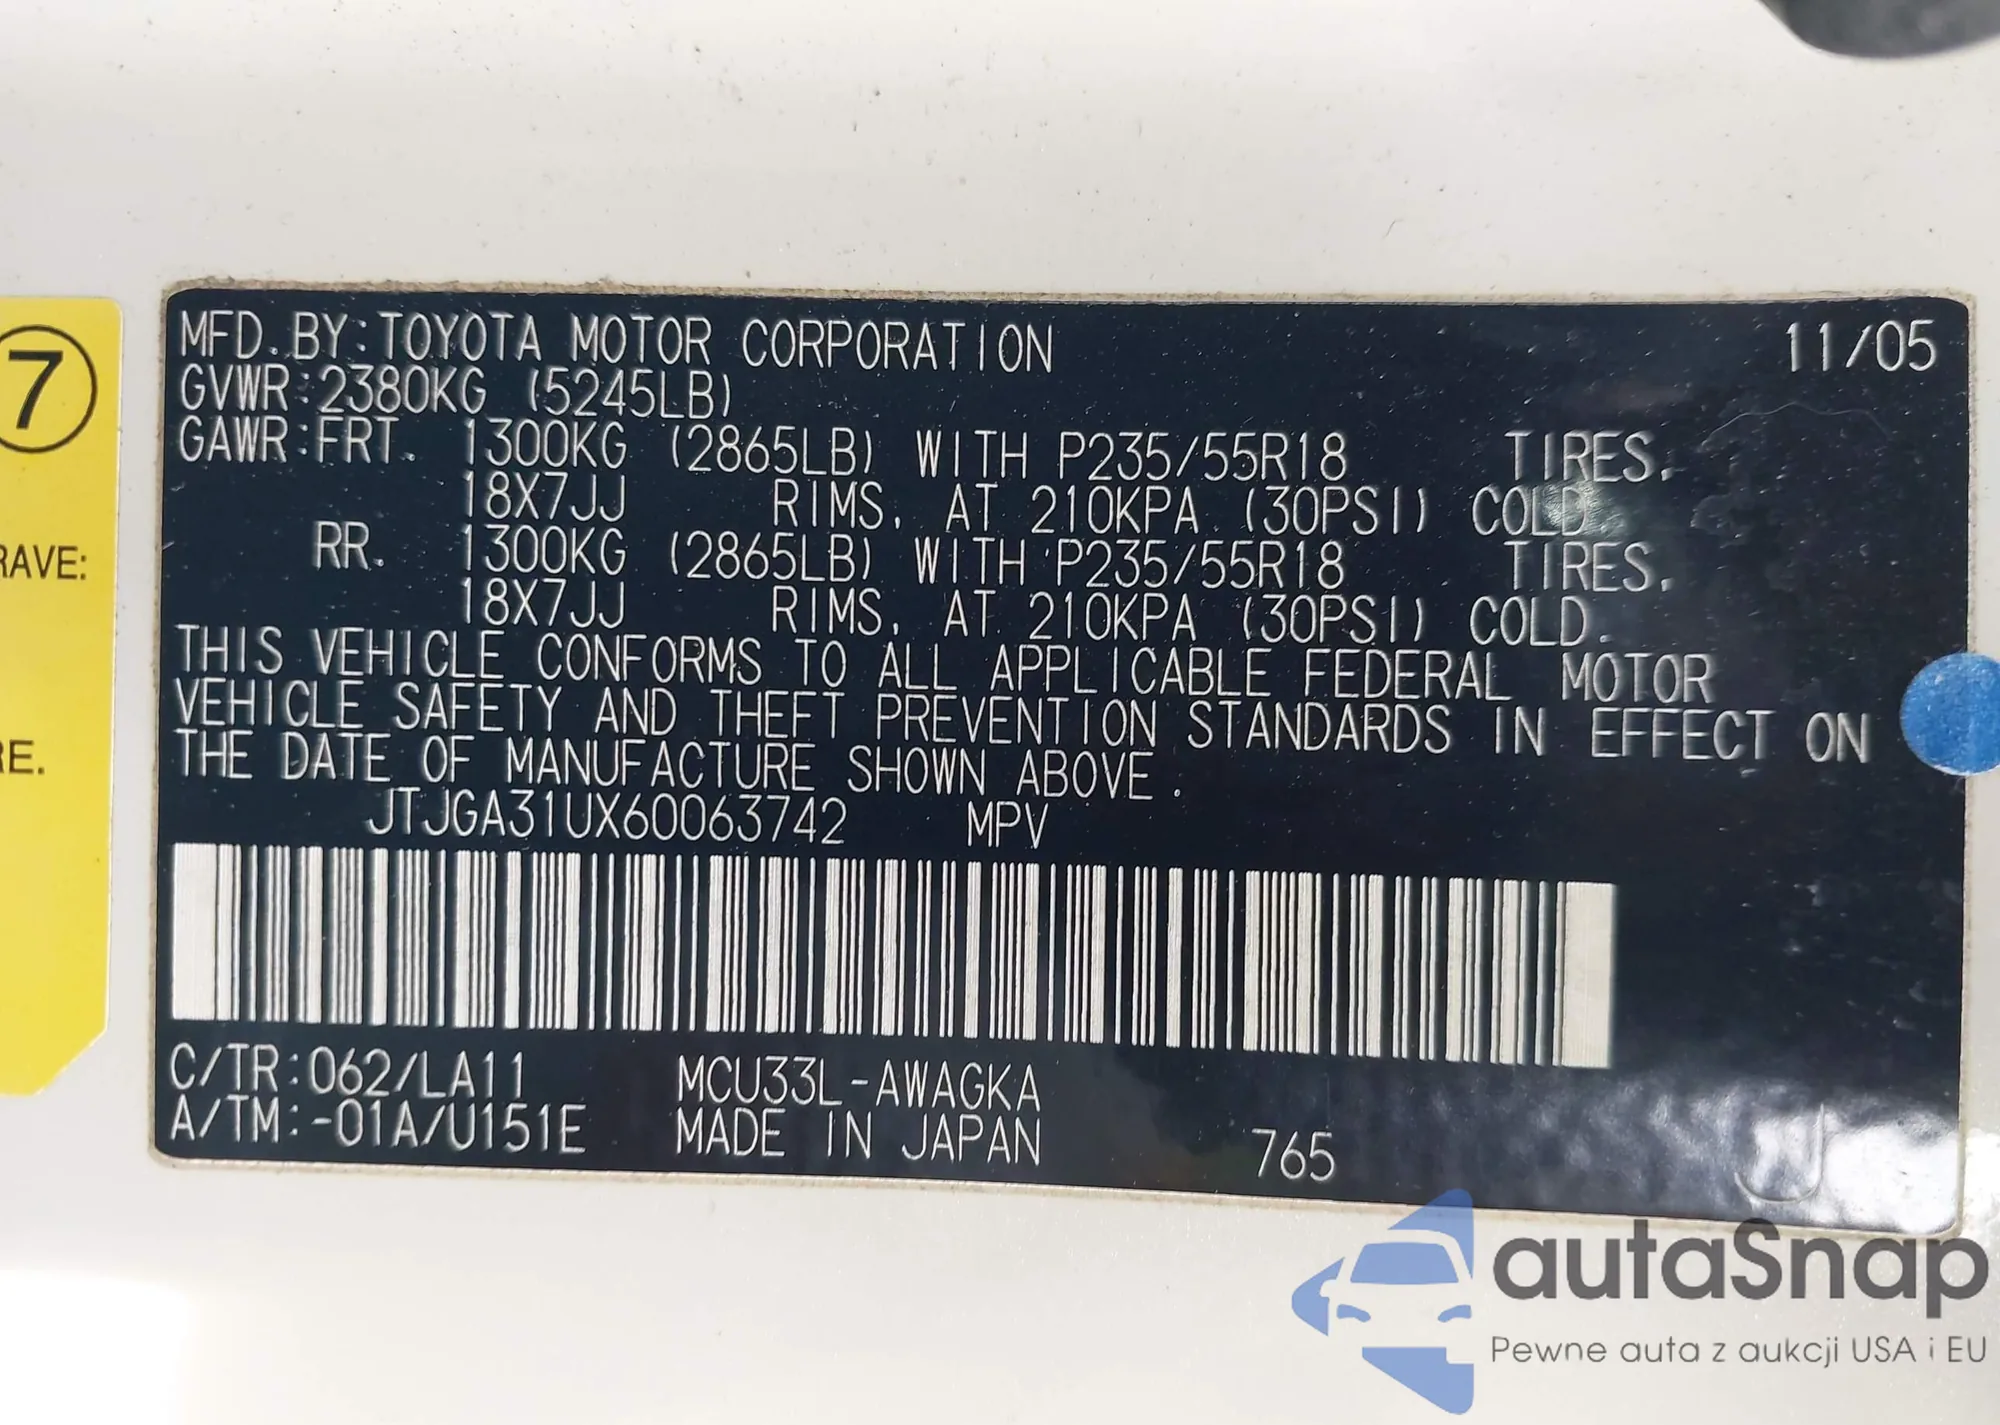 7
RAVE:
RE.
MFD. BY:TOYOTA MOTOR CORPORATION 11/05
GVWR:2380KG (5245LB)
GAWR:FRT. 1300KG (2865LB) WITH P235/55R18 TIRES,
18X7JJ RIMS, AT 210KPA (30PSI) COLD
RR. 1300KG (2865LB) WITH P235/55R18 TIRES,
18X7JJ RIMS, AT 210KPA (30PSI) COLD.
THIS VEHICLE CONFORMS TO ALL APPLICABLE FEDERAL MOTOR
VEHICLE SAFETY AND THEFT PREVENTION STANDARDS IN EFFECT ON
THE DATE OF MANUFACTURE SHOWN ABOVE.
JTJGA31UX60063742 MPV
C/TR:062/LA11 MCU33L-AWAGKA
A/TM:-01A/U151E MADE IN JAPAN 765
J
autaSnap
Pewne auta z aukcji USA i EU